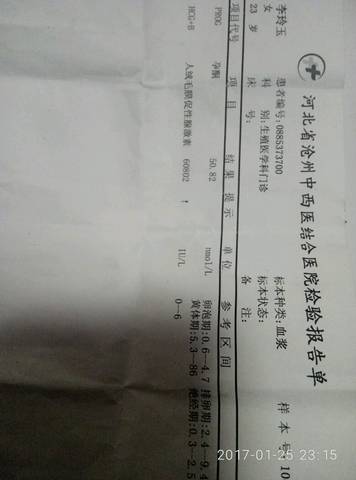 河北省沧州中西医结合医院检验报告单
李玲玉 患者编号:0885373700 标本种类:血浆 样本号:10
女 科别:生殖医学科门诊 标本状态:
23 岁 床号: 备注:
项目代号 项目 结果 提示 单位 参考区间
PROG 孕酮 50.82 nmol/L 卵泡期:0.6—4.7 排卵期:2.4—9.4
黄体期:5.3—86 绝经期:0.3—2.5
HCG+B 人绒毛膜促性腺激素 60802 ↑ IU/L 0—6
2017-01-25 23:15